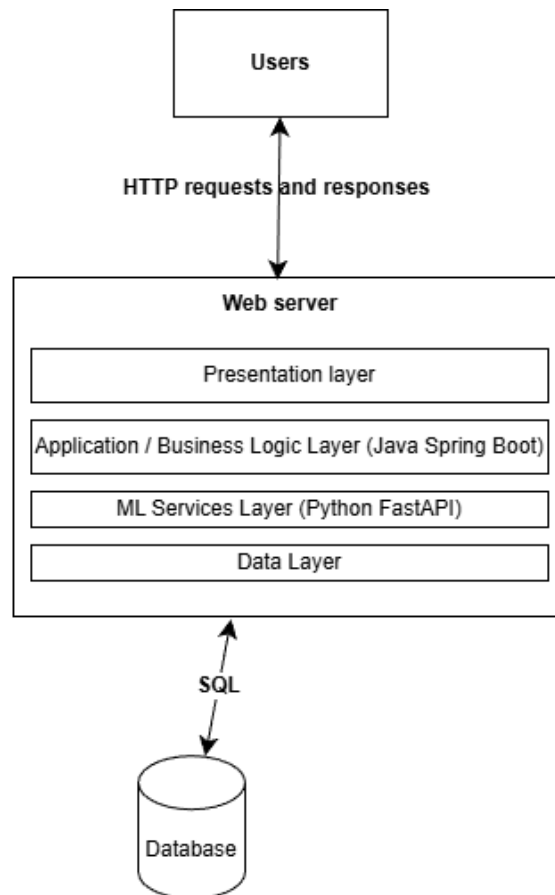 Users
HTTP requests and responses
Web server
Presentation layer
Application / Business Logic Layer (Java Spring Boot)
ML Services Layer (Python FastAPI)
Data Layer
SQL
Database